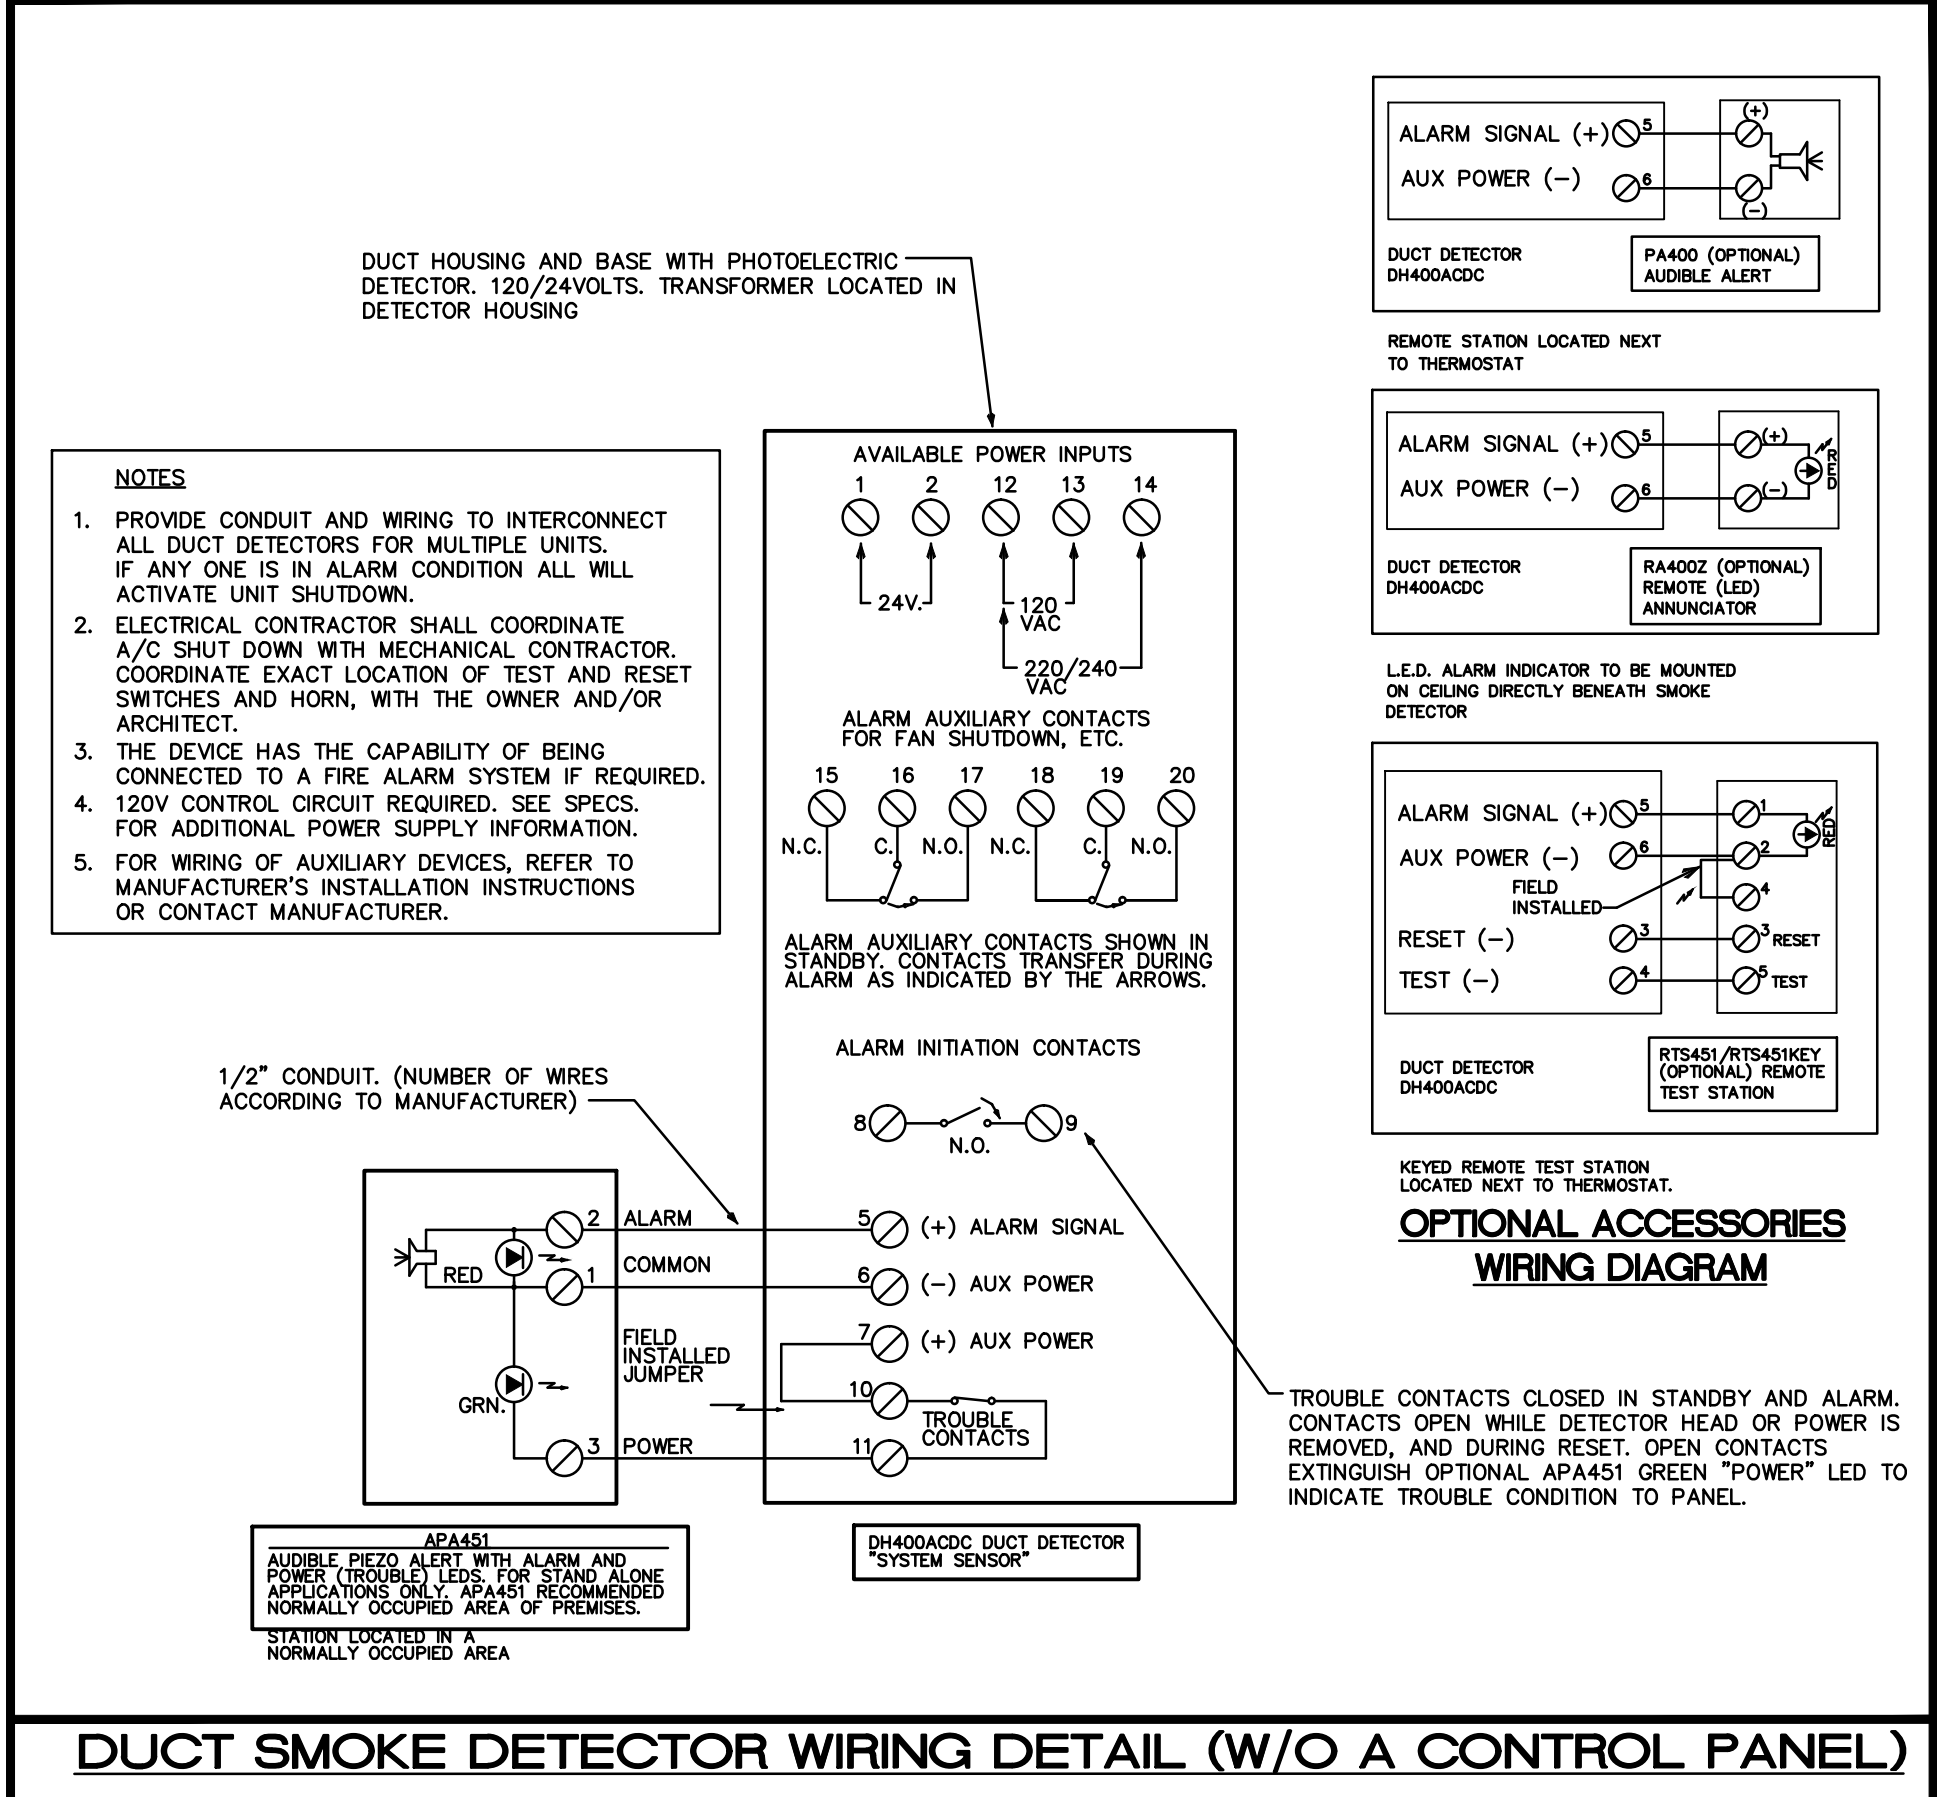 DUCT HOUSING AND BASE WITH PHOTOELECTRIC
DETECTOR. 120/24VOLTS. TRANSFORMER LOCATED IN
DETECTOR HOUSING
NOTES
1. PROVIDE CONDUIT AND WIRING TO INTERCONNECT
ALL DUCT DETECTORS FOR MULTIPLE UNITS.
IF ANY ONE IS IN ALARM CONDITION ALL WILL
ACTIVATE UNIT SHUTDOWN.
2. ELECTRICAL CONTRACTOR SHALL COORDINATE
A/C SHUT DOWN WITH MECHANICAL CONTRACTOR.
COORDINATE EXACT LOCATION OF TEST AND RESET
SWITCHES AND HORN, WITH THE OWNER AND/OR
ARCHITECT.
3. THE DEVICE HAS THE CAPABILITY OF BEING
CONNECTED TO A FIRE ALARM SYSTEM IF REQUIRED.
4. 120V CONTROL CIRCUIT REQUIRED. SEE SPECS.
FOR ADDITIONAL POWER SUPPLY INFORMATION.
5. FOR WIRING OF AUXILIARY DEVICES, REFER TO
MANUFACTURER'S INSTALLATION INSTRUCTIONS
OR CONTACT MANUFACTURER.
AVAILABLE POWER INPUTS
1 2 12 13 14
24V.
120
VAC
220/240
VAC
ALARM AUXILIARY CONTACTS
FOR FAN SHUTDOWN, ETC.
15 16 17 18 19 20
N.C. C. N.O. N.C. C. N.O.
ALARM AUXILIARY CONTACTS SHOWN IN
STANDBY. CONTACTS TRANSFER DURING
ALARM AS INDICATED BY THE ARROWS.
ALARM INITIATION CONTACTS
8 9
N.O.
1/2" CONDUIT. (NUMBER OF WIRES
ACCORDING TO MANUFACTURER)
2 ALARM 5 (+) ALARM SIGNAL
RED 1 COMMON 6 (-) AUX POWER
FIELD
INSTALLED
JUMPER
7 (+) AUX POWER
10
TROUBLE
CONTACTS
GRN.
3 POWER 11
APA451
AUDIBLE PIEZO ALERT WITH ALARM AND
POWER (TROUBLE) LEDS. FOR STAND ALONE
APPLICATIONS ONLY. APA451 RECOMMENDED
NORMALLY OCCUPIED AREA OF PREMISES.
STATION LOCATED IN A
NORMALLY OCCUPIED AREA
DH400ACDC DUCT DETECTOR
"SYSTEM SENSOR"
ALARM SIGNAL (+) 5 (+)
AUX POWER (-) 6 (-)
DUCT DETECTOR
DH400ACDC
PA400 (OPTIONAL)
AUDIBLE ALERT
REMOTE STATION LOCATED NEXT
TO THERMOSTAT
ALARM SIGNAL (+) 5 (+)
AUX POWER (-) 6 (-)
RED
DUCT DETECTOR
DH400ACDC
RA400Z (OPTIONAL)
REMOTE (LED)
ANNUNCIATOR
L.E.D. ALARM INDICATOR TO BE MOUNTED
ON CEILING DIRECTLY BENEATH SMOKE
DETECTOR
ALARM SIGNAL (+) 5 1
RED
AUX POWER (-) 6 2
FIELD
INSTALLED
4
RESET (-) 3 3 RESET
TEST (-) 4 5 TEST
DUCT DETECTOR
DH400ACDC
RTS451/RTS451KEY
(OPTIONAL) REMOTE
TEST STATION
KEYED REMOTE TEST STATION
LOCATED NEXT TO THERMOSTAT.
OPTIONAL ACCESSORIES
WIRING DIAGRAM
TROUBLE CONTACTS CLOSED IN STANDBY AND ALARM.
CONTACTS OPEN WHILE DETECTOR HEAD OR POWER IS
REMOVED, AND DURING RESET. OPEN CONTACTS
EXTINGUISH OPTIONAL APA451 GREEN "POWER" LED TO
INDICATE TROUBLE CONDITION TO PANEL.
DUCT SMOKE DETECTOR WIRING DETAIL (W/O A CONTROL PANEL)